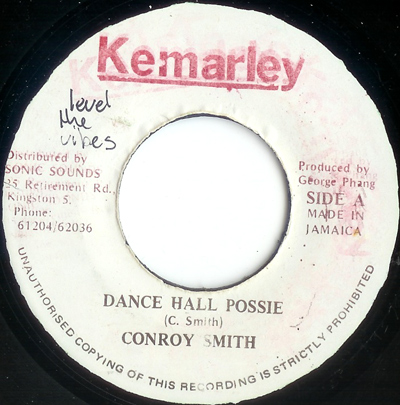 Kemarley
level
the
vibes
Distributed by
SONIC SOUNDS
25 Retirement Rd.,
Kingston 5.
Phone:
61204/62036
Produced by
George Phang
SIDE A
MADE IN
JAMAICA
DANCE HALL POSSIE
(C. Smith)
CONROY SMITH
UNAUTHORISED COPYING OF THIS RECORDING IS STRICTLY PROHIBITED